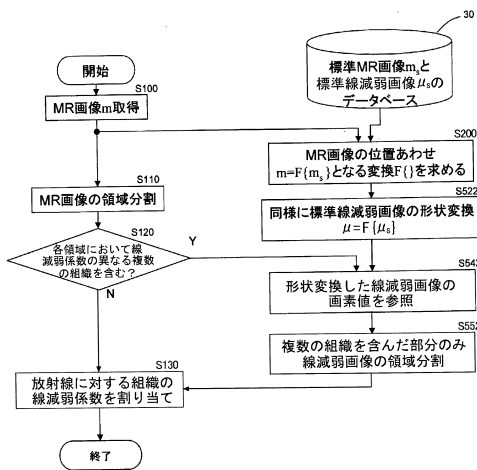 30
標準MR画像mₛと
標準線減弱画像μₛの
データベース
開始
S100
MR画像m取得
S200
MR画像の位置あわせ
m=F{mₛ}となる変換F{}を求める
S110
MR画像の領域分割
S522
同様に標準線減弱画像の形状変換
μ=F{μₛ}
S120
各領域において線
減弱係数の異なる複数
の組織を含む?
Y
N
S542
形状変換した線減弱画像の
画素値を参照
S552
複数の組織を含んだ部分のみ
線減弱画像の領域分割
S130
放射線に対する組織の
線減弱係数を割り当て
終了